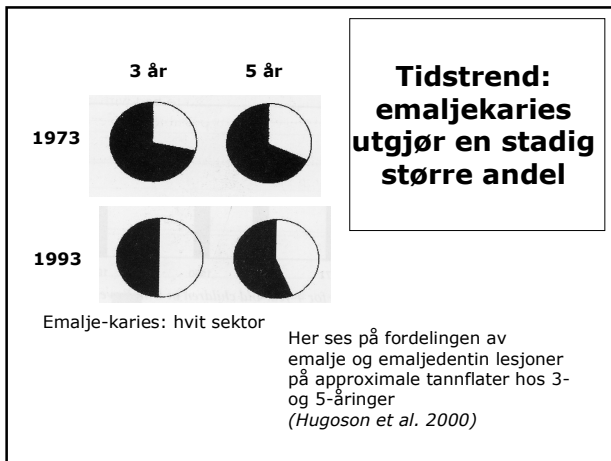 3 år 5 år
Tidstrend:
emaljekaries
utgjør en stadig
større andel
1973
1993
Emalje-karies: hvit sektor
Her ses på fordelingen av
emalje og emaljedentin lesjoner
på approximale tannflater hos 3-
og 5-åringer
(Hugoson et al. 2000)